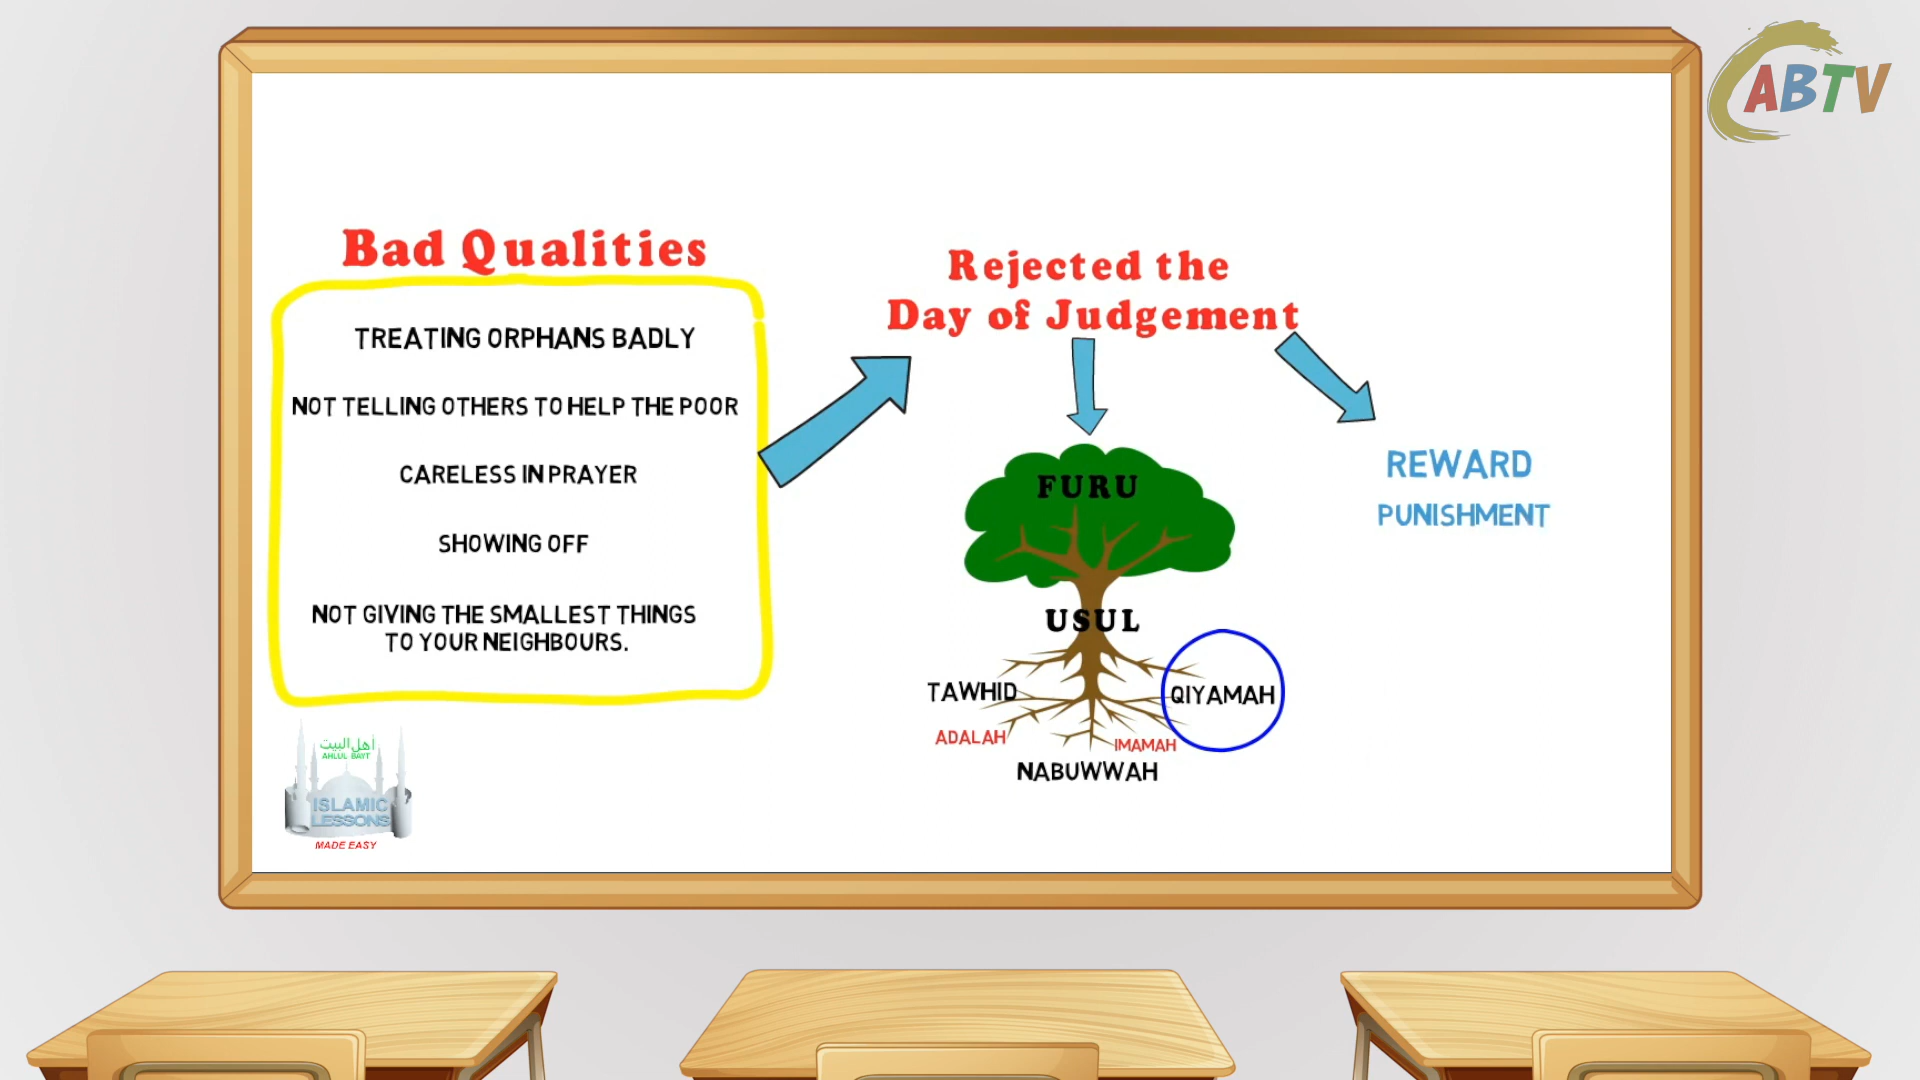 ABTV
Bad Qualities
TREATING ORPHANS BADLY
NOT TELLING OTHERS TO HELP THE POOR
CARELESS IN PRAYER
SHOWING OFF
NOT GIVING THE SMALLEST THINGS
TO YOUR NEIGHBOURS.
Rejected the
Day of Judgement
FURU
USUL
TAWHID
QIYAMAH
ADALAH
IMAMAH
NABUWWAH
REWARD
PUNISHMENT
أهل البيت
AHLUL BAYT
ISLAMIC
LESSONS
MADE EASY